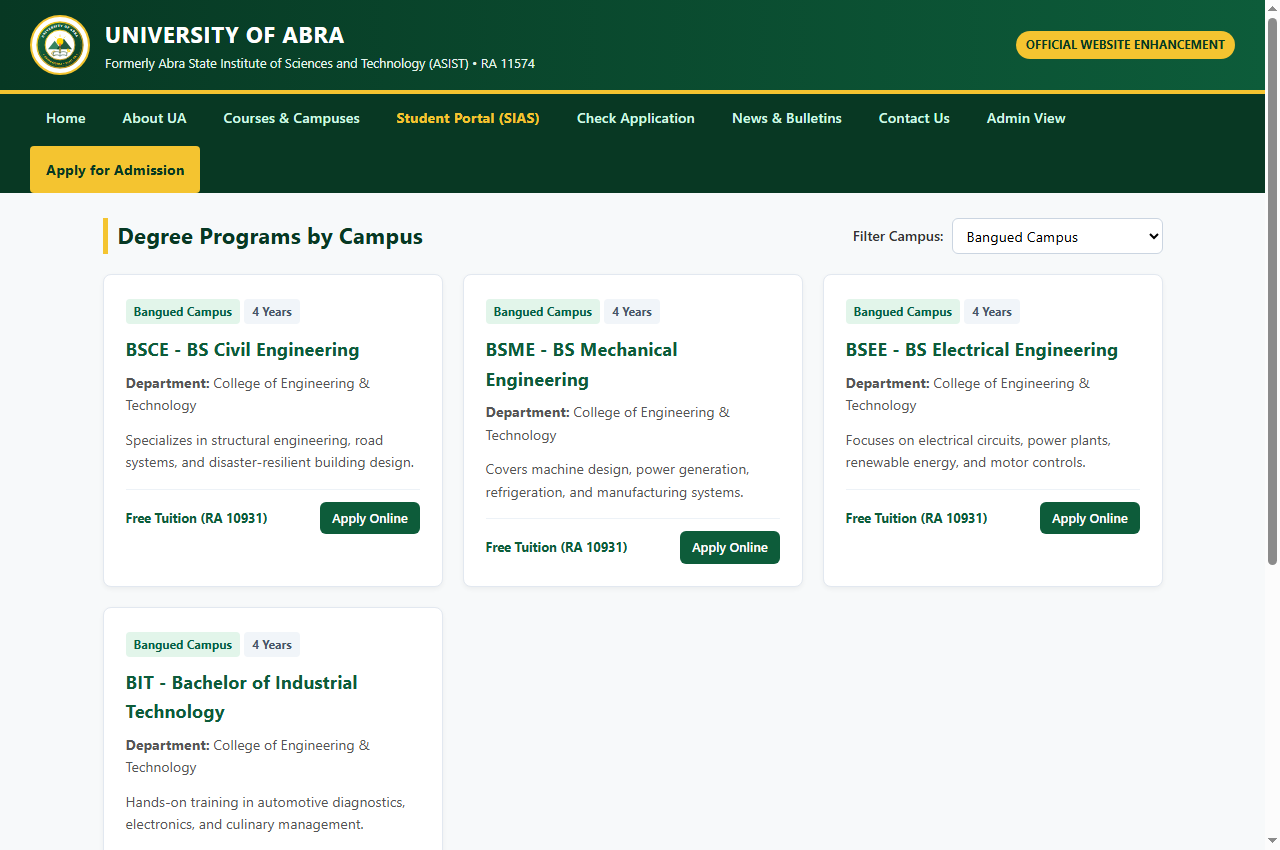 UNIVERSITY OF ABRA
Formerly Abra State Institute of Sciences and Technology (ASIST) • RA 11574
OFFICIAL WEBSITE ENHANCEMENT
Home
About UA
Courses & Campuses
Student Portal (SIAS)
Check Application
News & Bulletins
Contact Us
Admin View
Apply for Admission
Degree Programs by Campus
Filter Campus:
Bangued Campus
Bangued Campus
4 Years
BSCE - BS Civil Engineering
Department: College of Engineering &
Technology
Specializes in structural engineering, road
systems, and disaster-resilient building design.
Free Tuition (RA 10931)
Apply Online
Bangued Campus
4 Years
BSME - BS Mechanical
Engineering
Department: College of Engineering &
Technology
Covers machine design, power generation,
refrigeration, and manufacturing systems.
Free Tuition (RA 10931)
Apply Online
Bangued Campus
4 Years
BSEE - BS Electrical Engineering
Department: College of Engineering &
Technology
Focuses on electrical circuits, power plants,
renewable energy, and motor controls.
Free Tuition (RA 10931)
Apply Online
Bangued Campus
4 Years
BIT - Bachelor of Industrial
Technology
Department: College of Engineering &
Technology
Hands-on training in automotive diagnostics,
electronics, and culinary management.